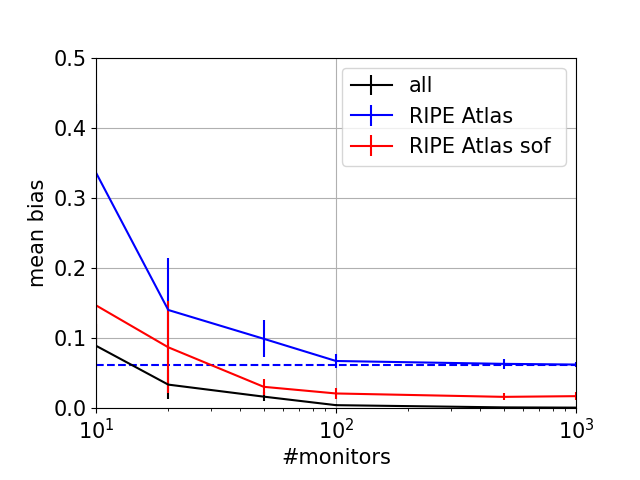 0.5
0.4
0.3
0.2
0.1
0.0
mean bias
10^1
10^2
10^3
#monitors
all
RIPE Atlas
RIPE Atlas sof